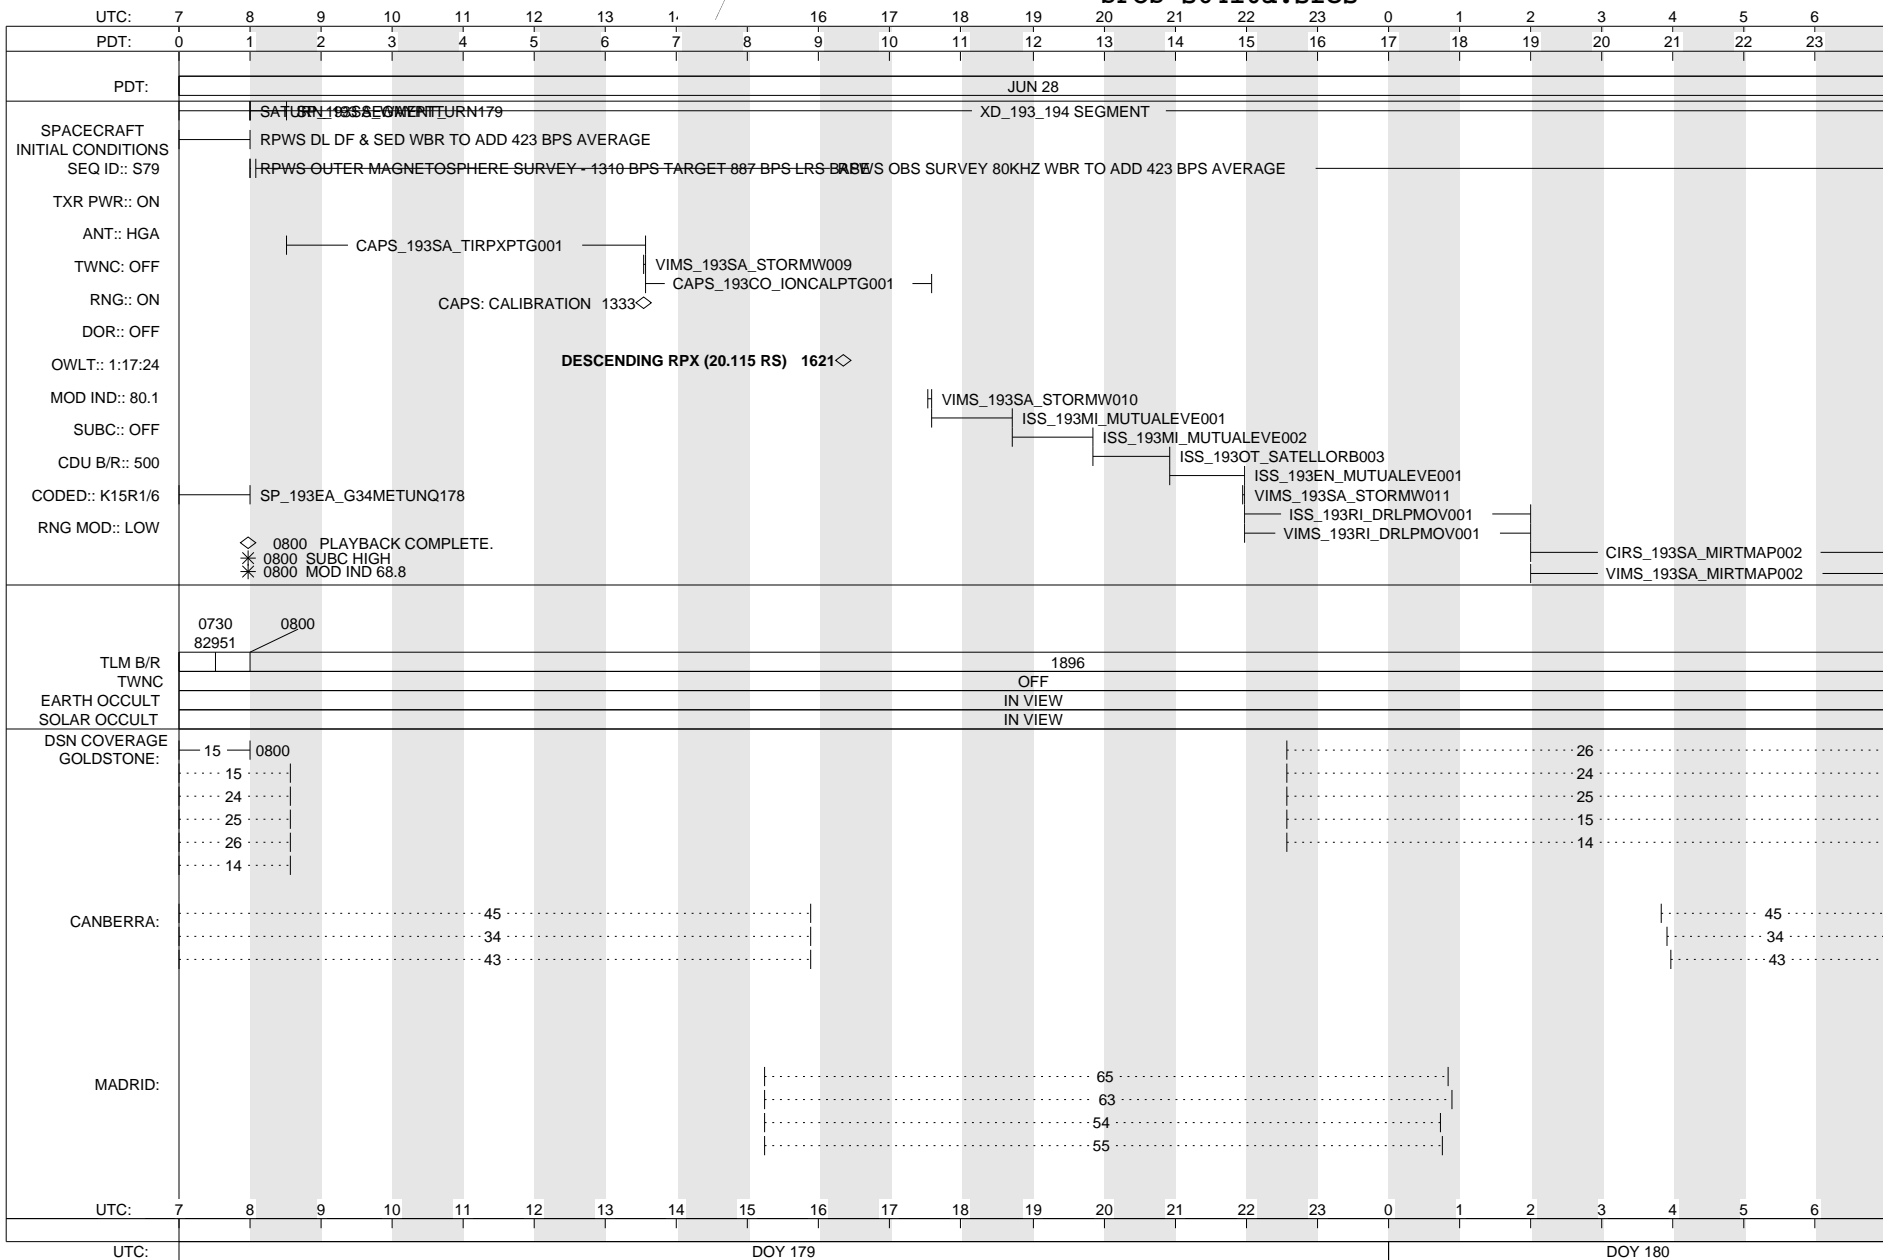 UTC: 7 8 9 10 11 12 13 16 17 18 19 20 21 22 23 0 1 2 3 4 5 6
PDT: 0 1 2 3 4 5 6 7 8 9 10 11 12 13 14 15 16 17 18 19 20 21 22 23
PDT: JUN 28
XD_193_194 SEGMENT
SPACECRAFT
INITIAL CONDITIONS
RPWS DL DF & SED WBR TO ADD 423 BPS AVERAGE
SEQ ID:: S79
RPWS OUTER MAGNETOSPHERE SURVEY - 1310 BPS TARGET 887 BPS LRS BASE
RPWS OBS SURVEY 80KHZ WBR TO ADD 423 BPS AVERAGE
TXR PWR:: ON
ANT:: HGA
CAPS_193SA_TIRPXPTG001
TWNC: OFF
VIMS_193SA_STORMW009
CAPS_193CO_IONCALPTG001
RNG:: ON
CAPS: CALIBRATION 1333
DOR:: OFF
OWLT:: 1:17:24
DESCENDING RPX (20.115 RS) 1621
MOD IND:: 80.1
VIMS_193SA_STORMW010
ISS_193MI_MUTUALEVE001
SUBC:: OFF
ISS_193MI_MUTUALEVE002
CDU B/R:: 500
ISS_193OT_SATELLORB003
ISS_193EN_MUTUALEVE001
CODED:: K15R1/6
SP_193EA_G34METUNQ178
VIMS_193SA_STORMW011
ISS_193RI_DRLPMOV001
RNG MOD:: LOW
VIMS_193RI_DRLPMOV001
0800 PLAYBACK COMPLETE.
0800 SUBC HIGH
CIRS_193SA_MIRTMAP002
0800 MOD IND 68.8
VIMS_193SA_MIRTMAP002
0730 0800
82951
TLM B/R 1896
TWNC OFF
EARTH OCCULT IN VIEW
SOLAR OCCULT IN VIEW
DSN COVERAGE
GOLDSTONE:
15 0800 26
15 24
24 25
25 15
26 14
14
CANBERRA:
45 45
34 34
43 43
MADRID:
65
63
54
55
UTC: 7 8 9 10 11 12 13 14 15 16 17 18 19 20 21 22 23 0 1 2 3 4 5 6
UTC: DOY 179 DOY 180